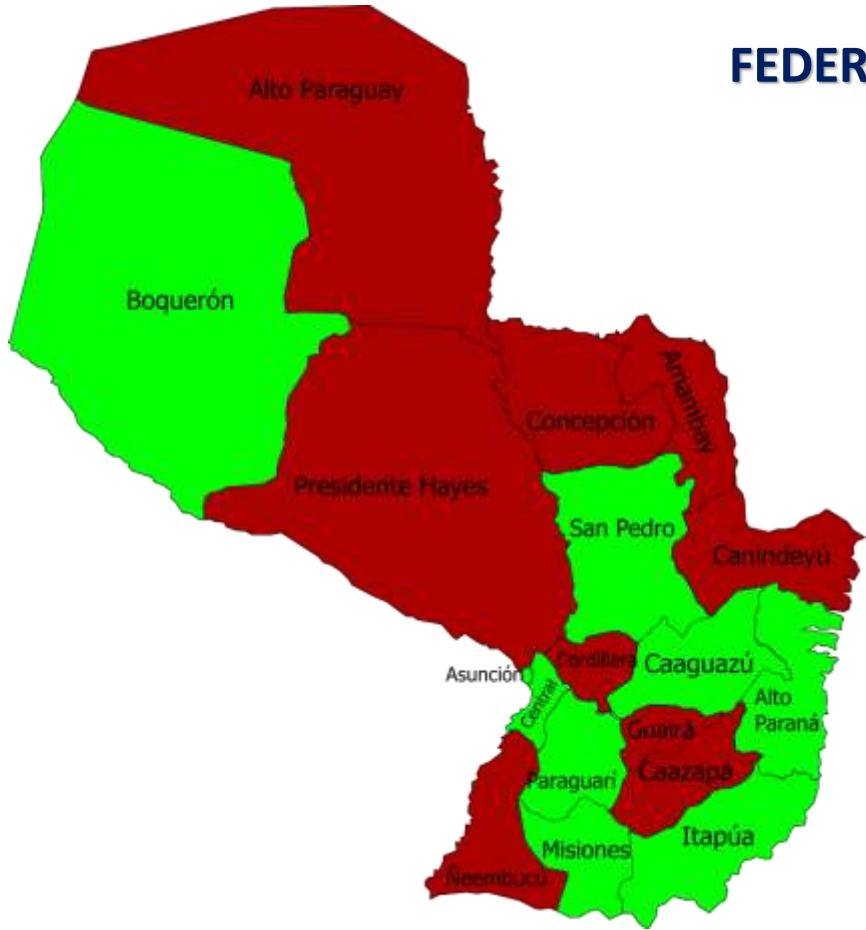 FEDER
Alto Paraguay
Boquerón
Amambay
Concepción
Presidente Hayes
San Pedro
Canindeyú
Cordillera
Caaguazú
Asunción
Central
Alto
Paraná
Guairá
Caazapá
Paraguarí
Itapúa
Misiones
Ñeembucú